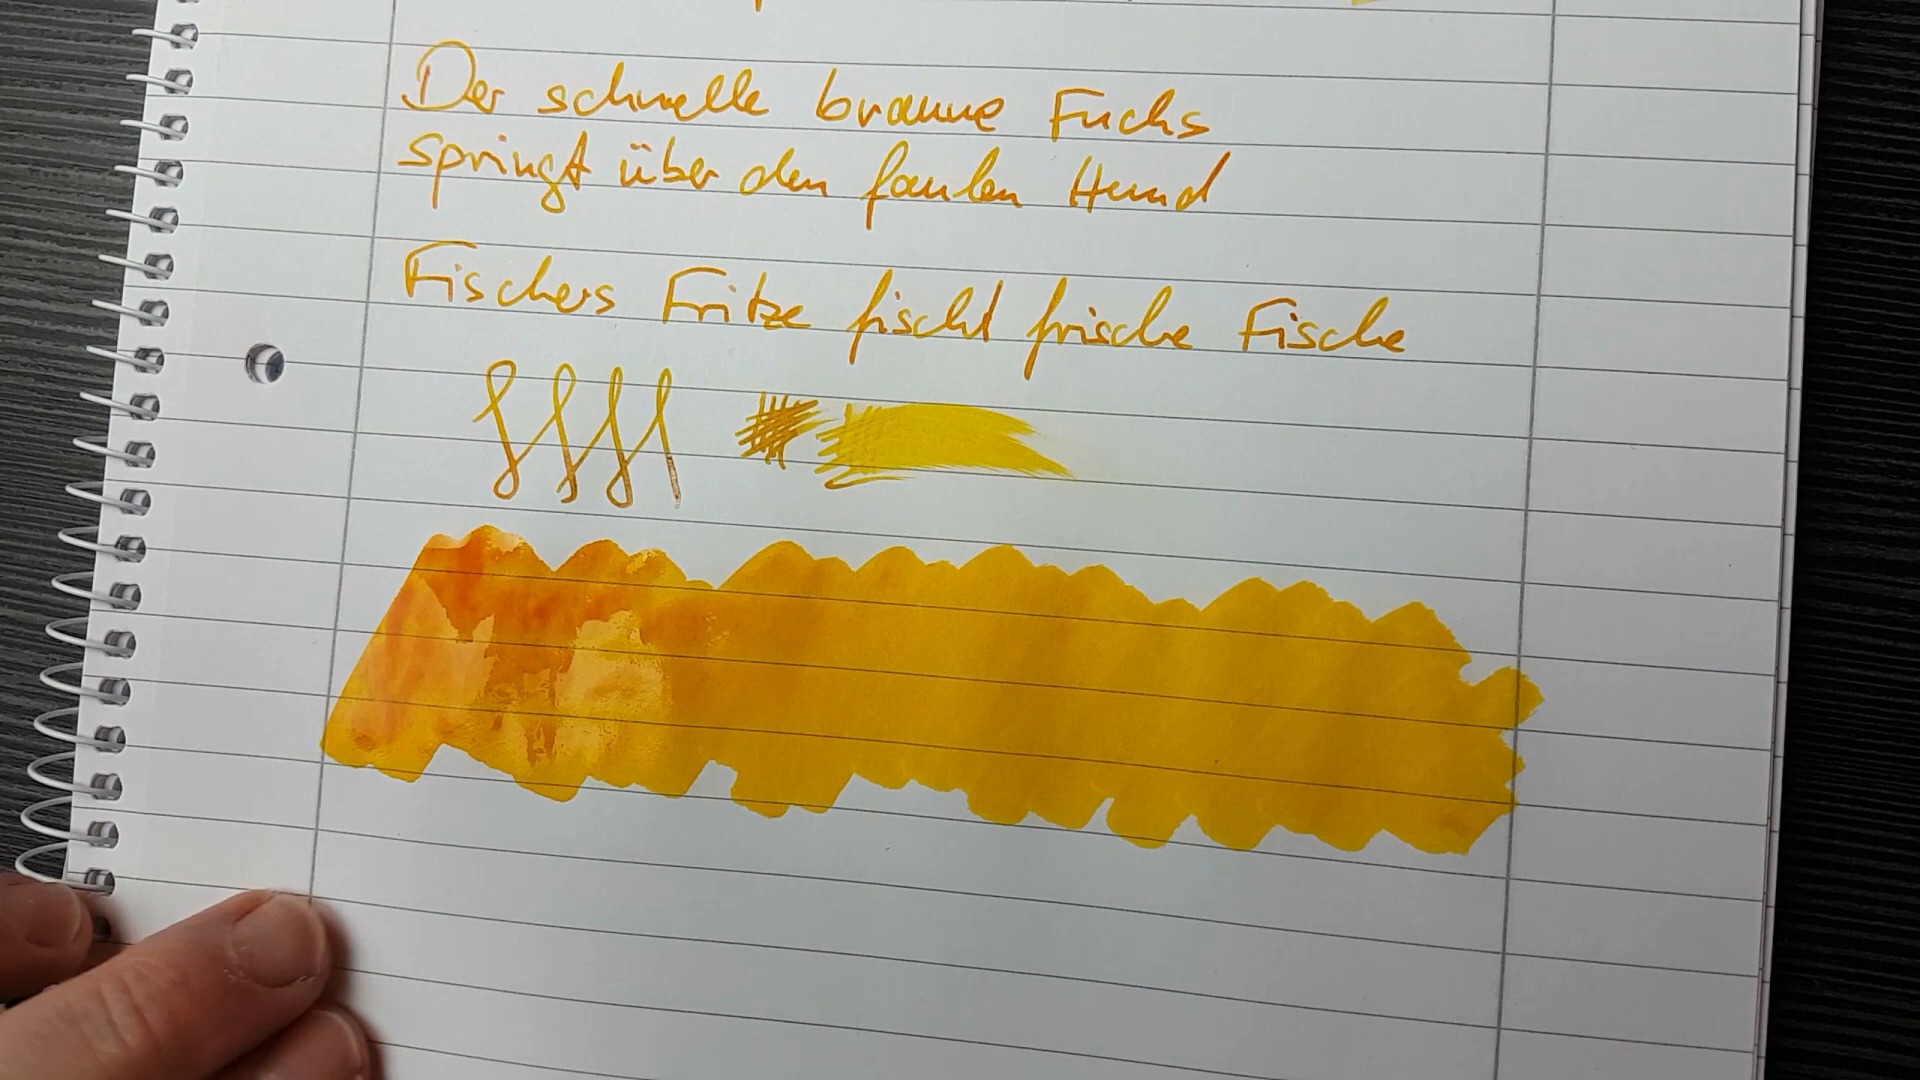 Der schnelle braune Fuchs
springt über den faulen Hund
Fischers Fritze fischt frische Fische